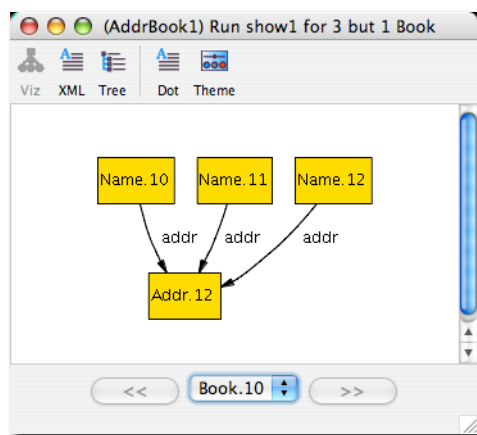 (AddrBook1) Run show1 for 3 but 1 Book
Viz XML Tree Dot Theme
Name.10 Name.11 Name.12
addr addr addr
Addr.12
<< Book.10 >>